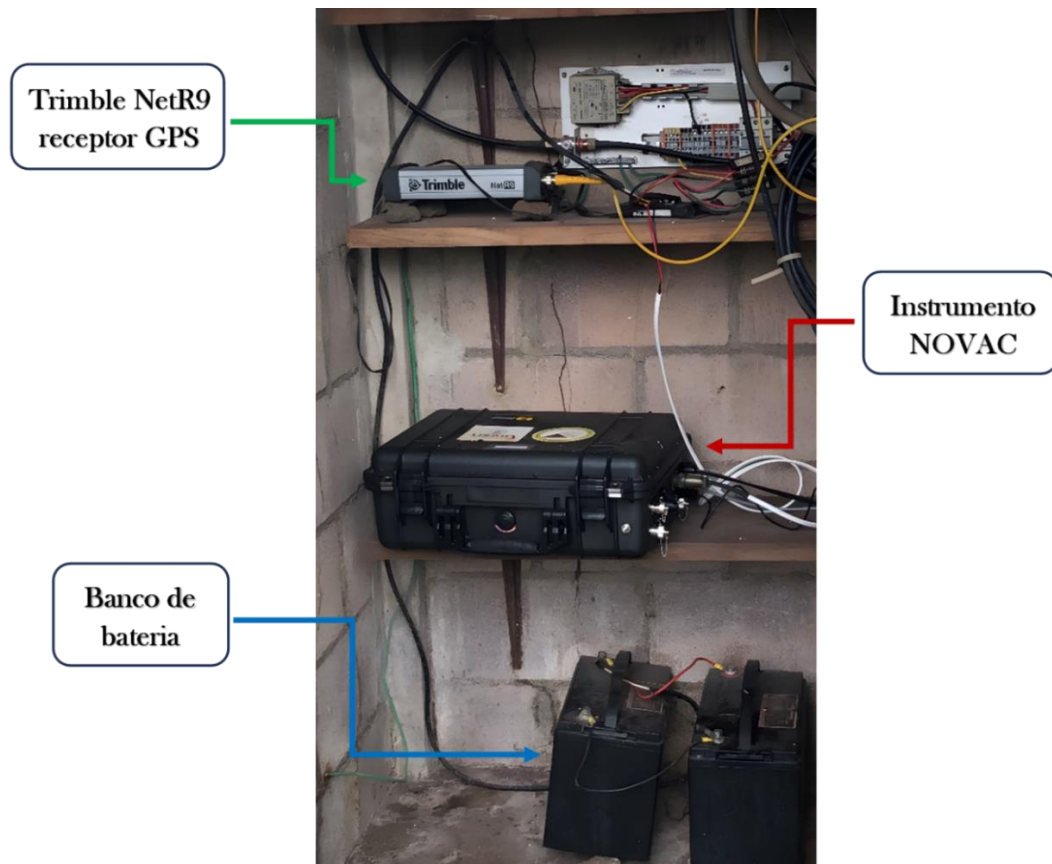 Trimble NetR9
receptor GPS
Trimble
NetR9
Instrumento
NOVAC
Banco de
bateria